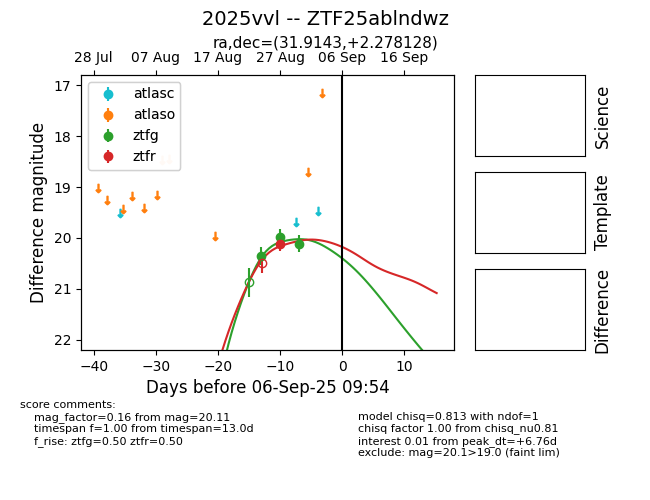 2025vvl -- ZTF25ablndwz
ra,dec=(31.9143,+2.278128)
28 Jul 07 Aug 17 Aug 27 Aug 06 Sep 16 Sep
atlasc
atlaso
ztfg
ztfr
17
18
19
20
21
22
Difference magnitude
−40 −30 −20 −10 0 10
Days before 06-Sep-25 09:54
Science
Template
Difference
score comments:
mag_factor=0.16 from mag=20.11
timespan f=1.00 from timespan=13.0d
f_rise: ztfg=0.50 ztfr=0.50
model chisq=0.813 with ndof=1
chisq factor 1.00 from chisq_nu0.81
interest 0.01 from peak_dt=+6.76d
exclude: mag=20.1>19.0 (faint lim)